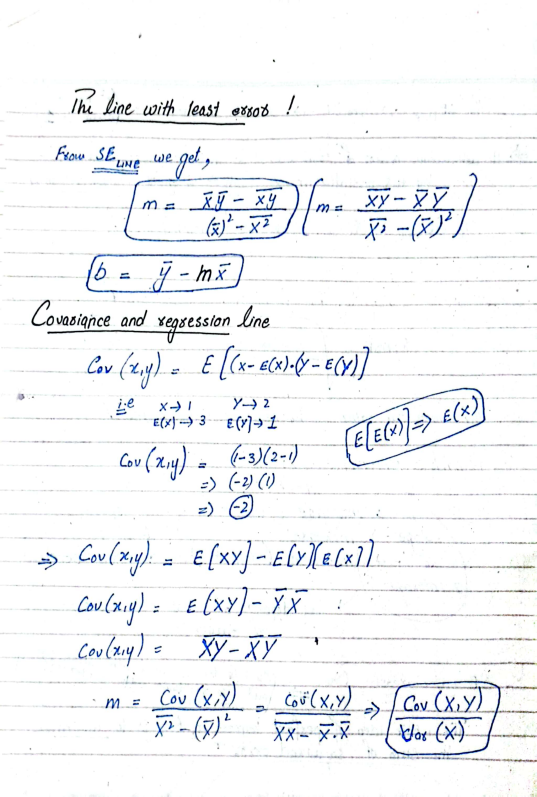 The line with least error !
From SE LINE we get,
m = x̄ȳ - x̄y̅ / (x̄)² - x̄² ( m = X̄Y̅ - X̄ Ȳ / X̄² - (X̄)² )
b = ȳ - mx̄
Covariance and regression line
Cov (x,y) = E[(x - E(x)·(y - E(Y))]
i.e x→1 Y→2
E(x)→3 E(Y)→1
E[E(x)] ⇒ E(x)
Cov (x,y) = (1-3)(2-1)
⇒ (-2)(1)
⇒ (-2)
⇒ Cov(x,y) = E[XY] - E[Y][E[x]]
Cov(x,y) = E(XY] - Ȳ X̄
Cov(x,y) = X̄Y̅ - X̄Ȳ
m = Cov (X,Y) / X̄² - (X̄)² = Cov(X,Y) / X̄X̅ - X̄.X̄ ⇒ Cov (X,Y) / Var (X)